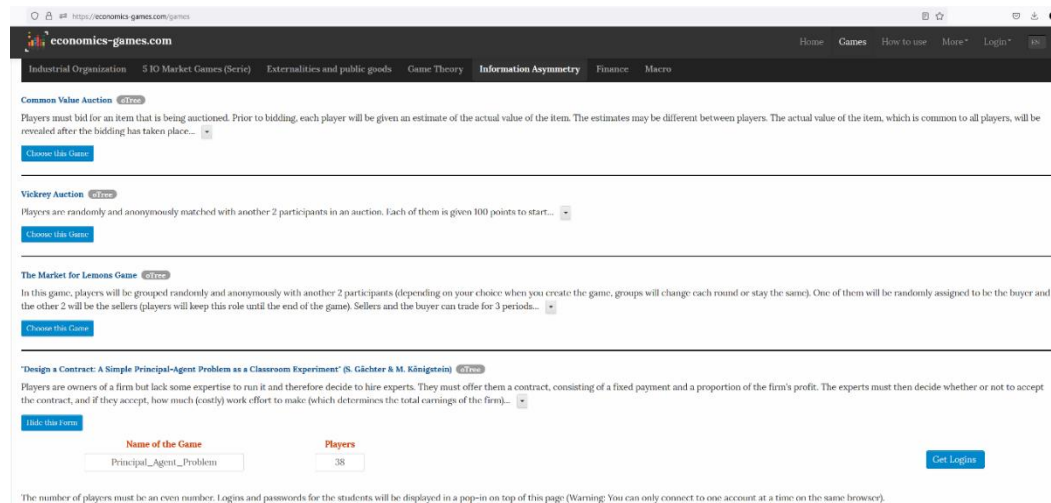 https://economics-games.com/games
economics-games.com Home Games How to use More Login EN
Industrial Organization 5 IO Market Games (Serie) Externalities and public goods Game Theory Information Asymmetry Finance Macro
Common Value Auction oTree
Players must bid for an item that is being auctioned. Prior to bidding, each player will be given an estimate of the actual value of the item. The estimates may be different between players. The actual value of the item, which is common to all players, will be
revealed after the bidding has taken place...
Choose this Game
Vickrey Auction oTree
Players are randomly and anonymously matched with another 2 participants in an auction. Each of them is given 100 points to start...
Choose this Game
The Market for Lemons Game oTree
In this game, players will be grouped randomly and anonymously with another 2 participants (depending on your choice when you create the game, groups will change each round or stay the same). One of them will be randomly assigned to be the buyer and
the other 2 will be the sellers (players will keep this role until the end of the game). Sellers and the buyer can trade for 3 periods...
Choose this Game
"Design a Contract: A Simple Principal-Agent Problem as a Classroom Experiment" (S. Gächter & M. Königstein) oTree
Players are owners of a firm but lack some expertise to run it and therefore decide to hire experts. They must offer them a contract, consisting of a fixed payment and a proportion of the firm's profit. The experts must then decide whether or not to accept
the contract, and if they accept, how much (costly) work effort to make (which determines the total earnings of the firm)...
Hide this Form
Name of the Game Players
Principal_Agent_Problem 38 Get Logins
The number of players must be an even number. Logins and passwords for the students will be displayed in a pop-in on top of this page (Warning: You can only connect to one account at a time on the same browser).